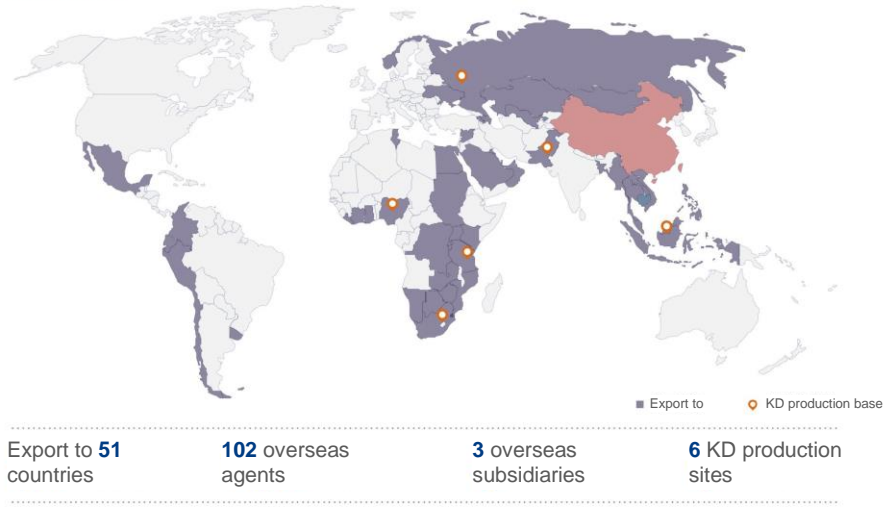 Export to
KD production base
Export to 51
countries
102 overseas
agents
3 overseas
subsidiaries
6 KD production
sites